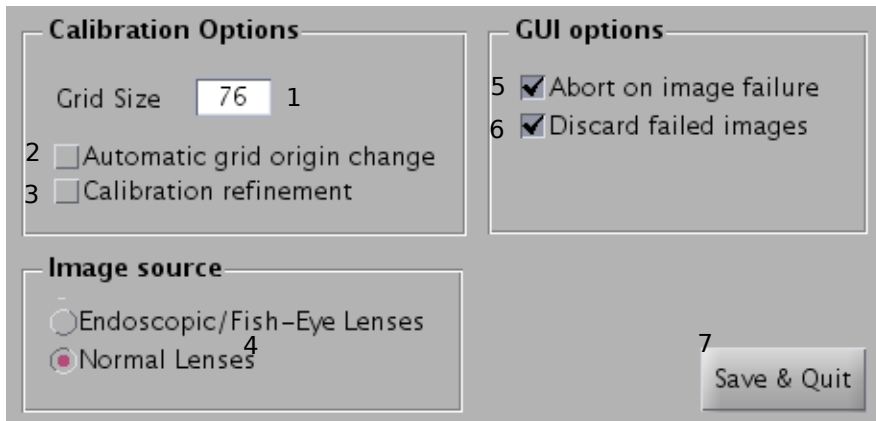 Calibration Options
Grid Size 76 1
2 Automatic grid origin change
3 Calibration refinement
GUI options
5 Abort on image failure
6 Discard failed images
Image source
Endoscopic/Fish-Eye Lenses
Normal Lenses 4
7
Save & Quit